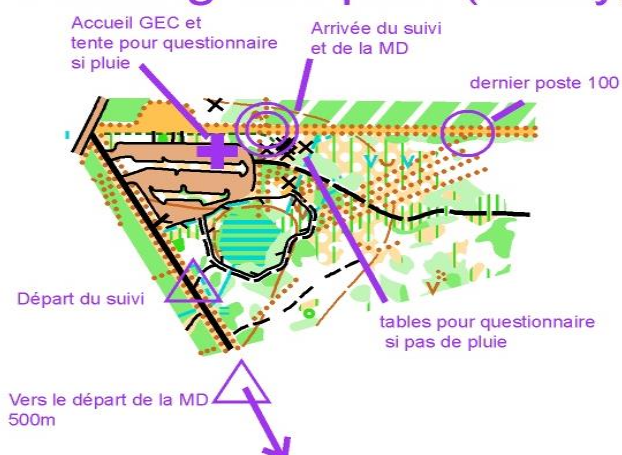 Accueil GEC et
tente pour questionnaire
si pluie
Arrivée du suivi
et de la MD
dernier poste 100
Départ du suivi
tables pour questionnaire
si pas de pluie
Vers le départ de la MD
500m